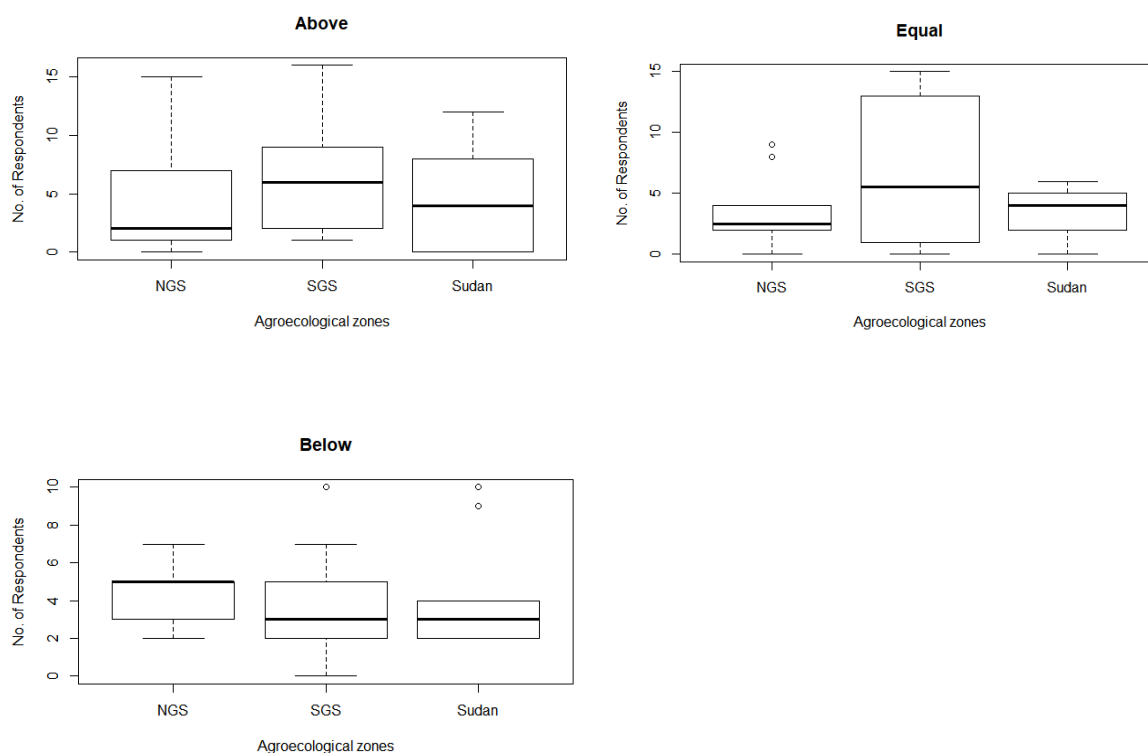 Above
No. of Respondents
15
10
5
0
NGS SGS Sudan
Agroecological zones
Equal
No. of Respondents
15
10
5
0
NGS SGS Sudan
Agroecological zones
Below
No. of Respondents
10
8
6
4
2
0
NGS SGS Sudan
Agroecological zones